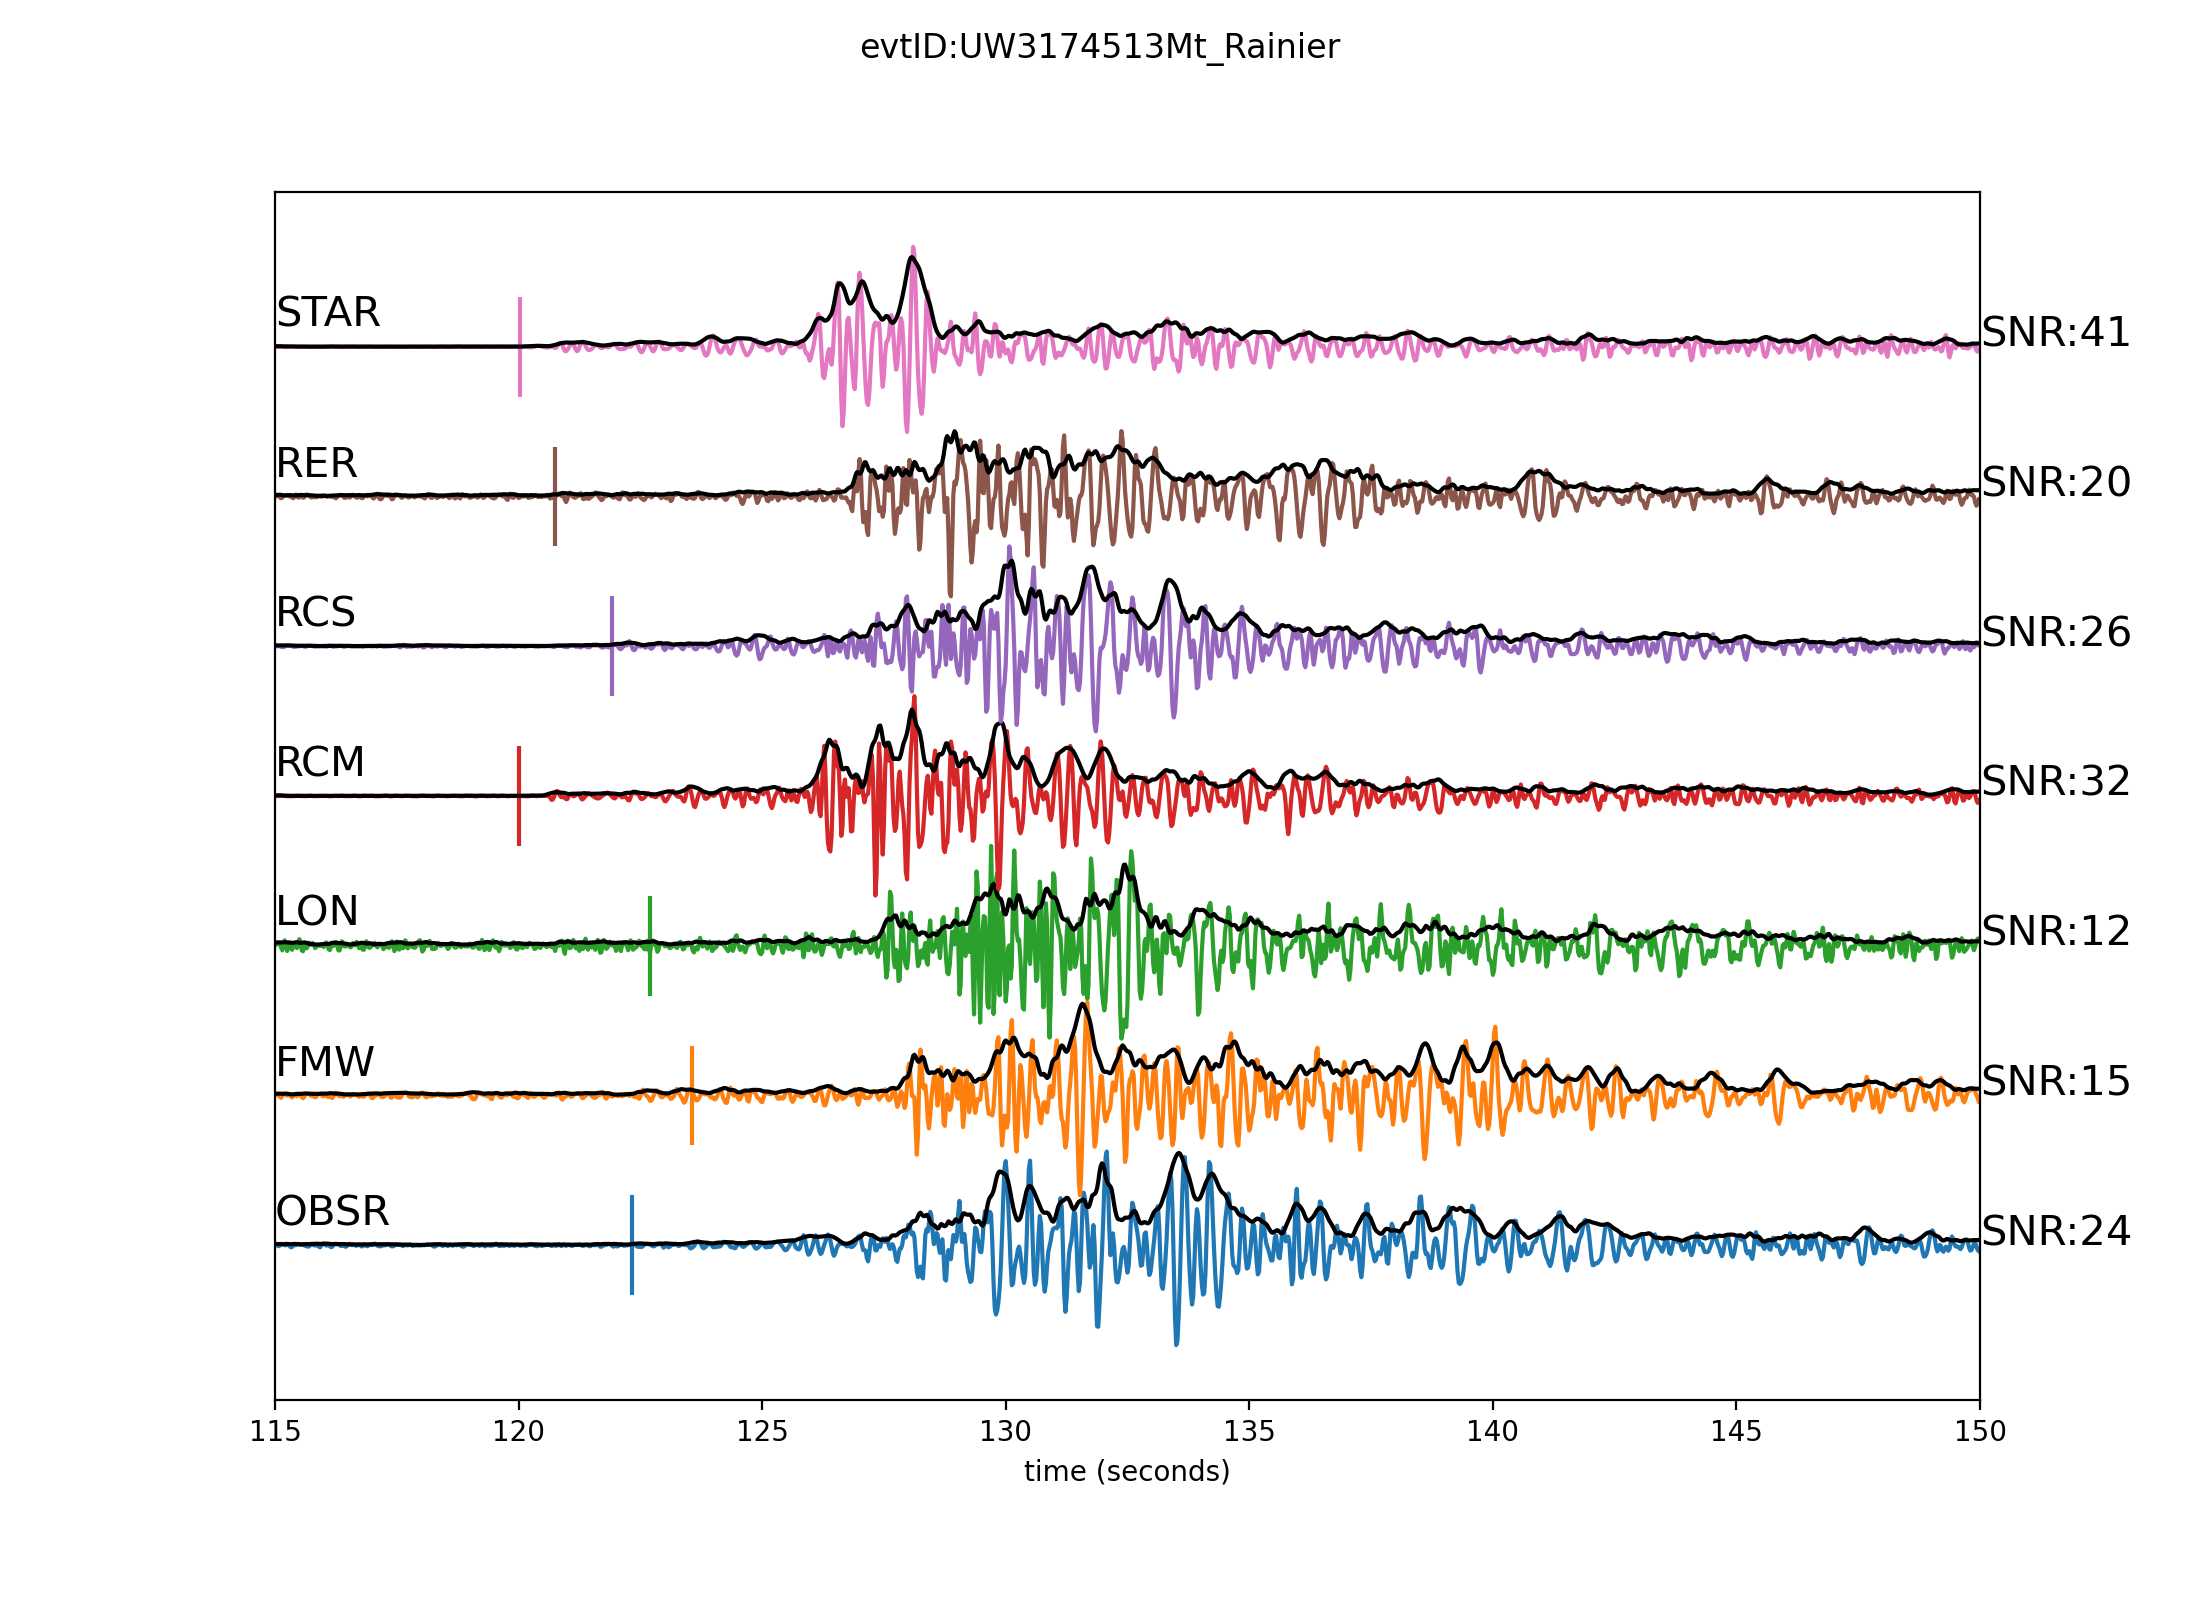 evtID:UW3174513Mt_Rainier
STAR SNR:41
RER SNR:20
RCS SNR:26
RCM SNR:32
LON SNR:12
FMW SNR:15
OBSR SNR:24
115 120 125 130 135 140 145 150
time (seconds)